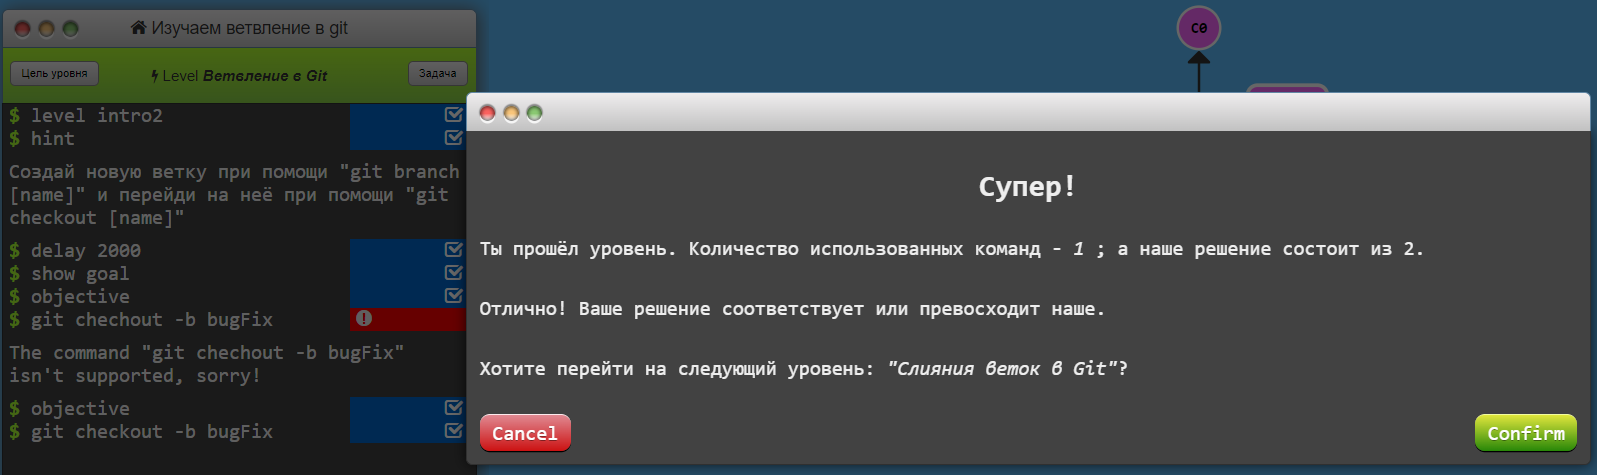 Изучаем ветвление в git
Цель уровня
Level Ветвление в Git
Задача
$ level intro2
$ hint
Создай новую ветку при помощи "git branch
[name]" и перейди на неё при помощи "git
checkout [name]"
$ delay 2000
$ show goal
$ objective
$ git chechout -b bugFix
The command "git chechout -b bugFix"
isn't supported, sorry!
$ objective
$ git checkout -b bugFix
C0
Супер!
Ты прошёл уровень. Количество использованных команд - 1 ; а наше решение состоит из 2.
Отлично! Ваше решение соответствует или превосходит наше.
Хотите перейти на следующий уровень: "Слияния веток в Git"?
Cancel
Confirm